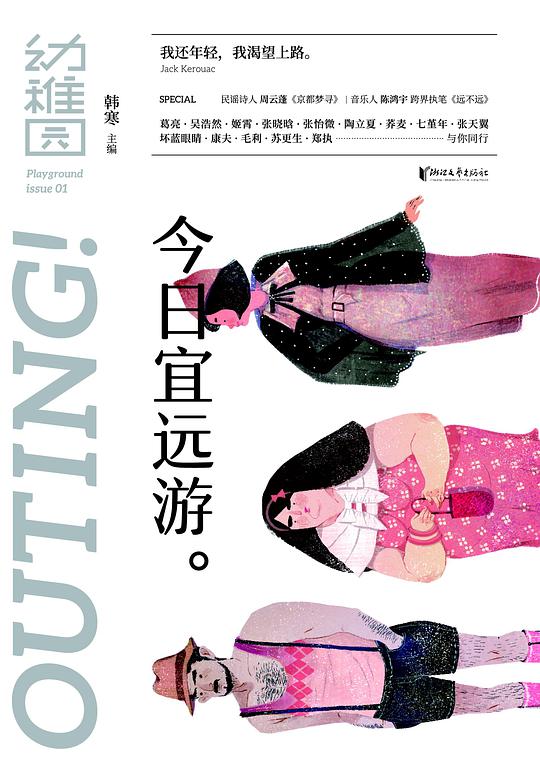 幼稚园
韩寒 主编
Playground
issue 01
OUTING!
我还年轻，我渴望上路。
Jack Kerouac
SPECIAL 民谣诗人 周云蓬《京都梦寻》 | 音乐人 陈鸿宇 跨界执笔《远不远》
葛亮·吴浩然·姬霄·张晓晗·张怡微·陶立夏·荞麦·七堇年·张天翼
坏蓝眼睛·康夫·毛利·苏更生·郑执 与你同行
浙江文艺出版社
今日宜远游。